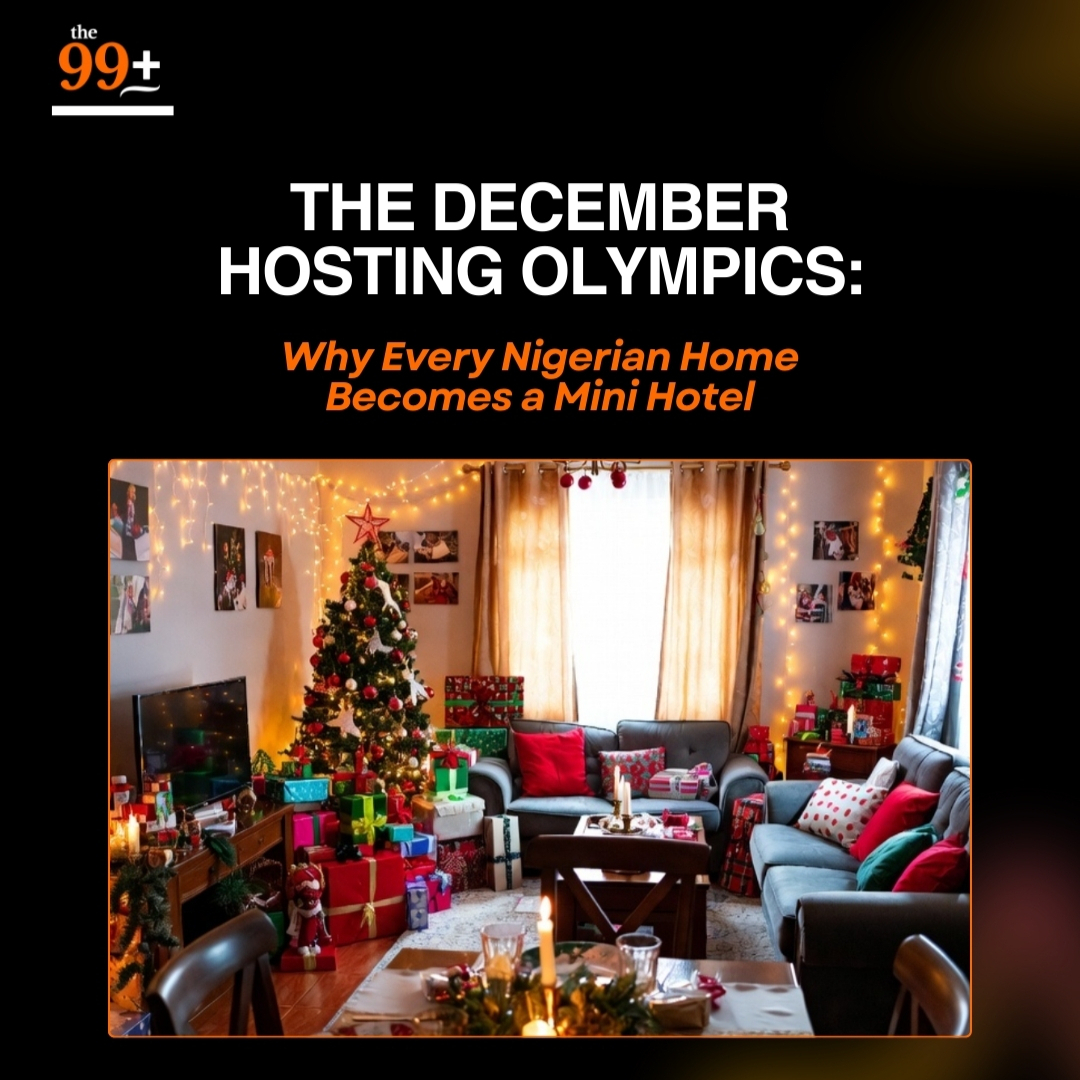 the
99+
THE DECEMBER
HOSTING OLYMPICS:
Why Every Nigerian Home
Becomes a Mini Hotel